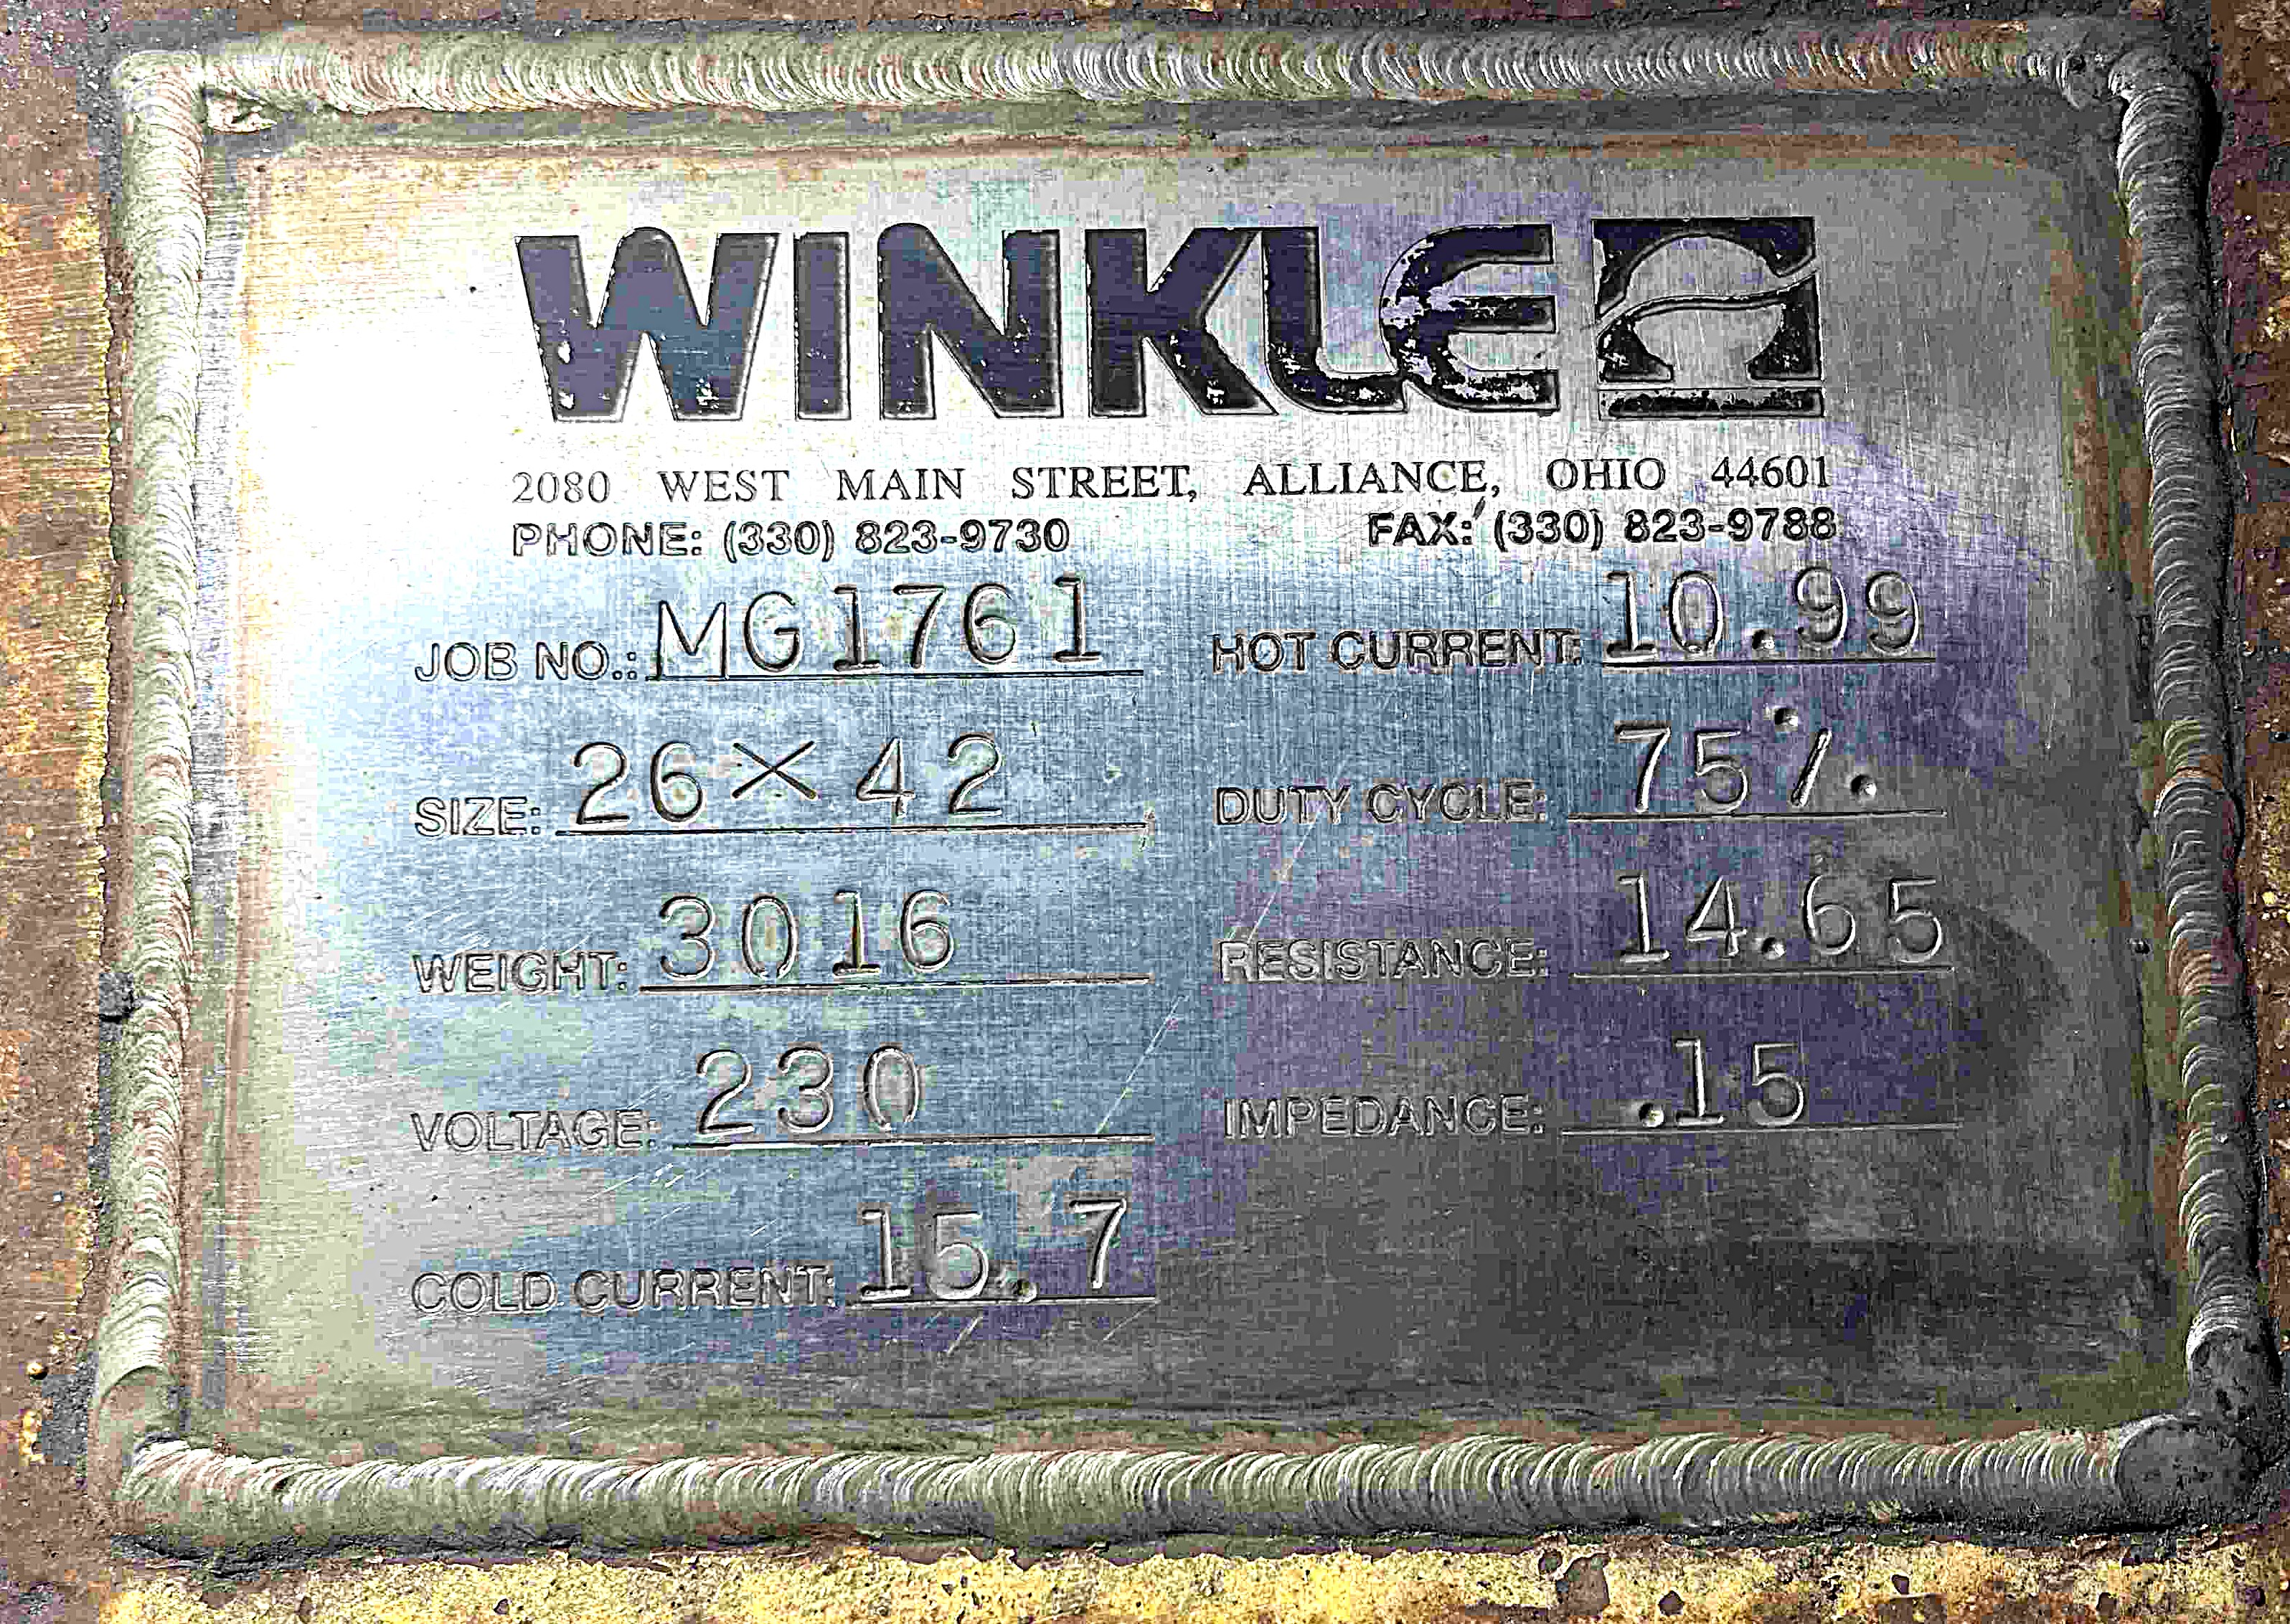 WINKLE
2080 WEST MAIN STREET, ALLIANCE, OHIO 44601
PHONE: (330) 823-9730 FAX: (330) 823-9788
JOB NO.: MG1761 HOT CURRENT: 10.99
SIZE: 26×42 DUTY CYCLE: 75%
WEIGHT: 3016 RESISTANCE: 14.65
VOLTAGE: 230 IMPEDANCE: .15
COLD CURRENT: 15.7